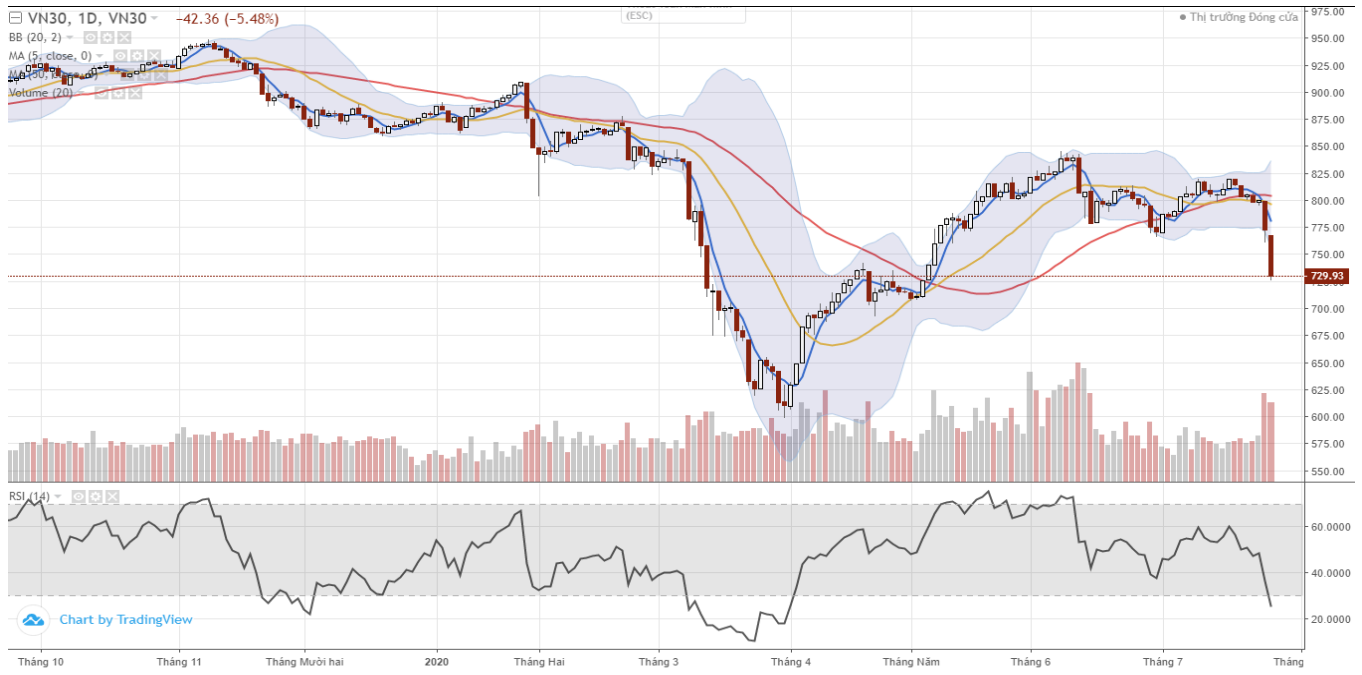 VN30, 1D, VN30 −42.36 (−5.48%)
(ESC)
Thị trường Đóng cửa
BB (20, 2)
MA (5, close, 0)
Volume (20)
975.00
950.00
925.00
900.00
875.00
850.00
825.00
800.00
775.00
750.00
729.93
700.00
675.00
650.00
625.00
600.00
575.00
550.00
RSI (14)
60.0000
40.0000
20.0000
Chart by TradingView
Tháng 10 Tháng 11 Tháng Mười hai 2020 Tháng Hai Tháng 3 Tháng 4 Tháng Năm Tháng 6 Tháng 7 Tháng